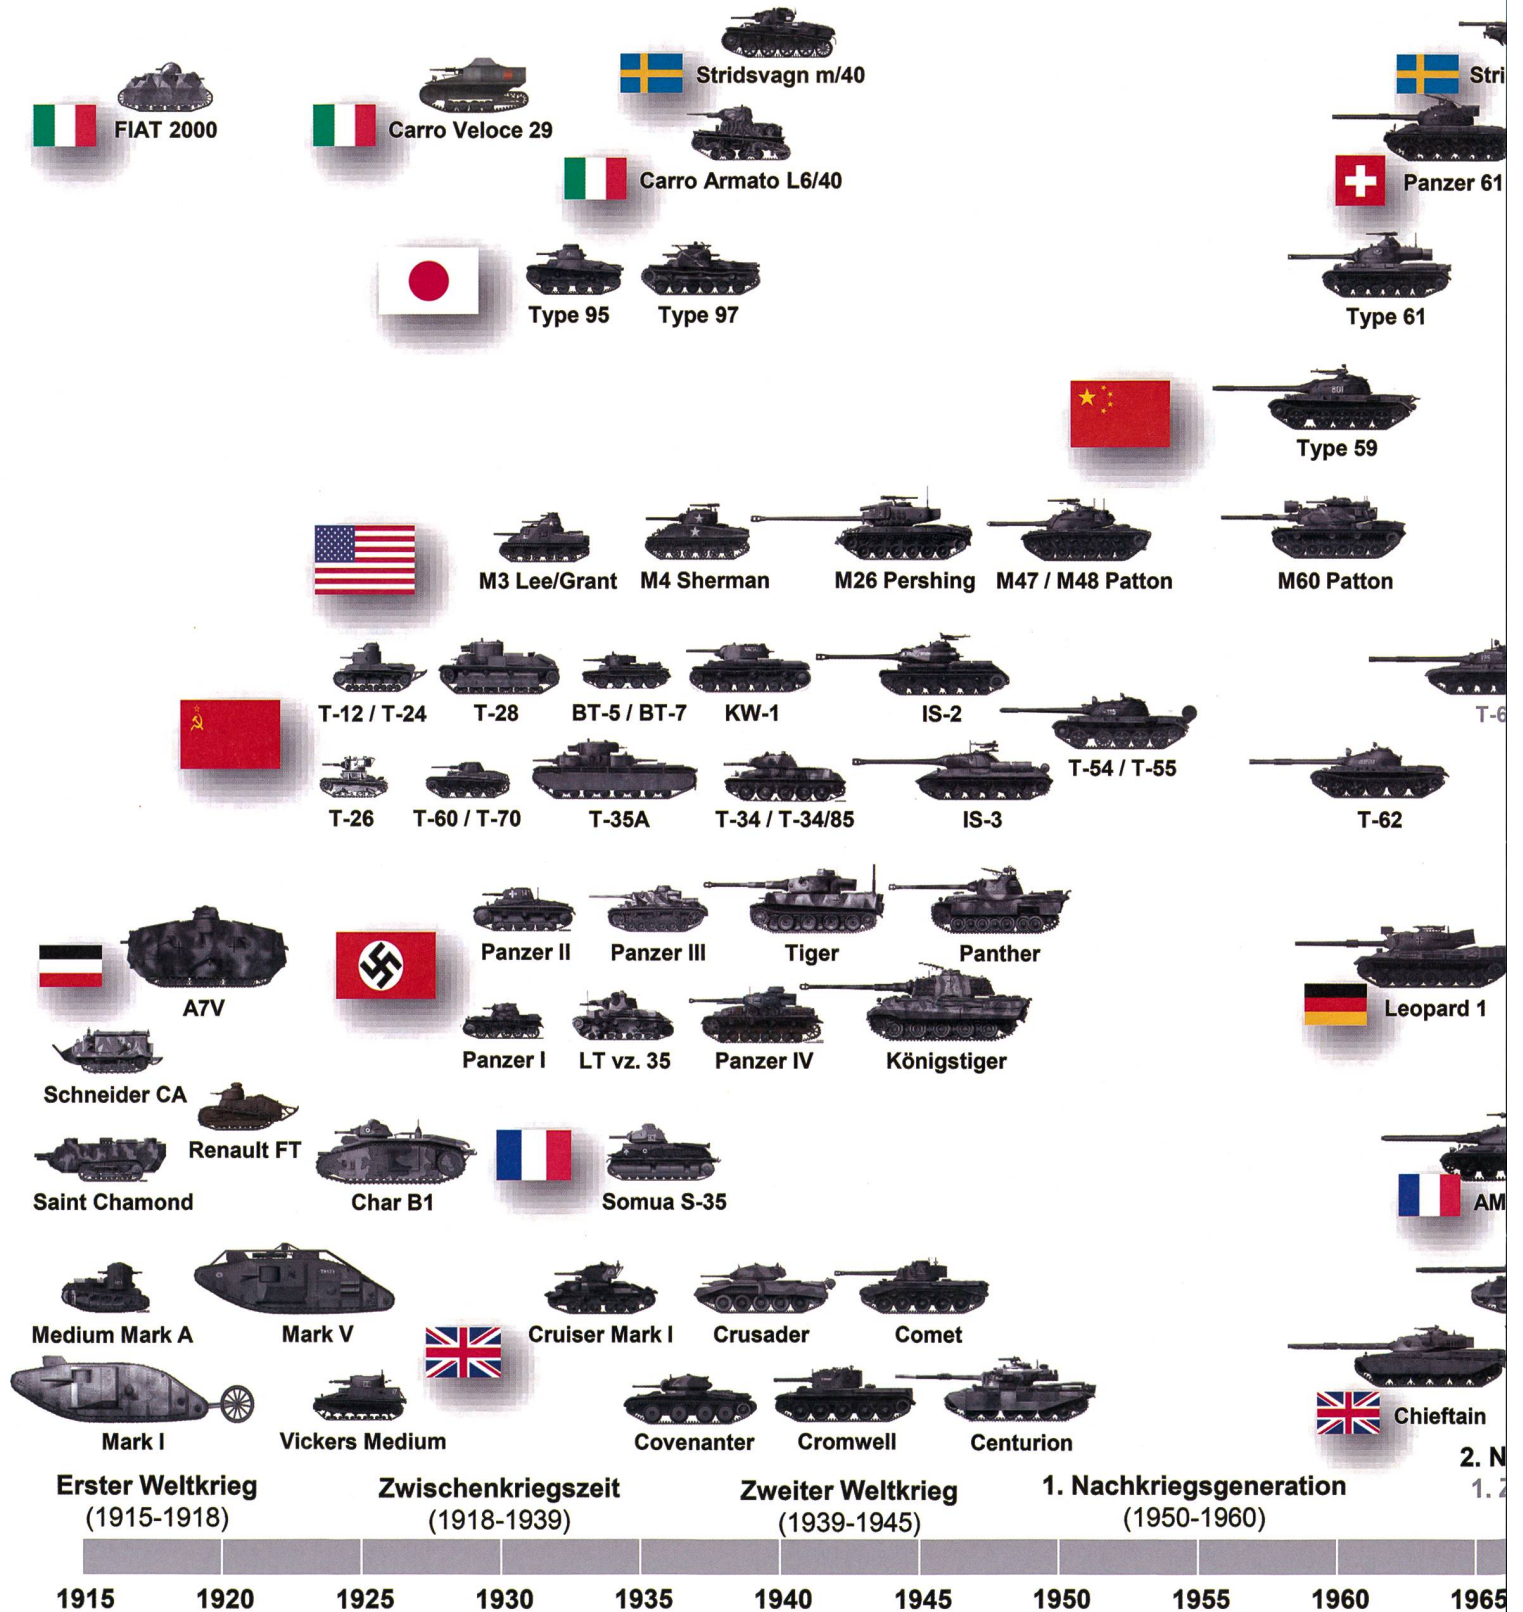 Stridsvagn m/40
Stri
FIAT 2000
Carro Veloce 29
Carro Armato L6/40
Panzer 61
Type 95
Type 97
Type 61
801
Type 59
M3 Lee/Grant
M4 Sherman
M26 Pershing
M47 / M48 Patton
M60 Patton
T-12 / T-24
T-28
BT-5 / BT-7
KW-1
IS-2
T-6
T-54 / T-55
T-26
T-60 / T-70
T-35A
T-34 / T-34/85
IS-3
T-62
Panzer II
Panzer III
Tiger
Panther
A7V
Leopard 1
Panzer I
LT vz. 35
Panzer IV
Königstiger
Schneider CA
Renault FT
Saint Chamond
Char B1
Somua S-35
AM
Medium Mark A
Mark V
Cruiser Mark I
Crusader
Comet
Chieftain
Mark I
Vickers Medium
Covenanter
Cromwell
Centurion
2. N
1. Z
Erster Weltkrieg
(1915-1918)
Zwischenkriegszeit
(1918-1939)
Zweiter Weltkrieg
(1939-1945)
1. Nachkriegsgeneration
(1950-1960)
1915
1920
1925
1930
1935
1940
1945
1950
1955
1960
1965